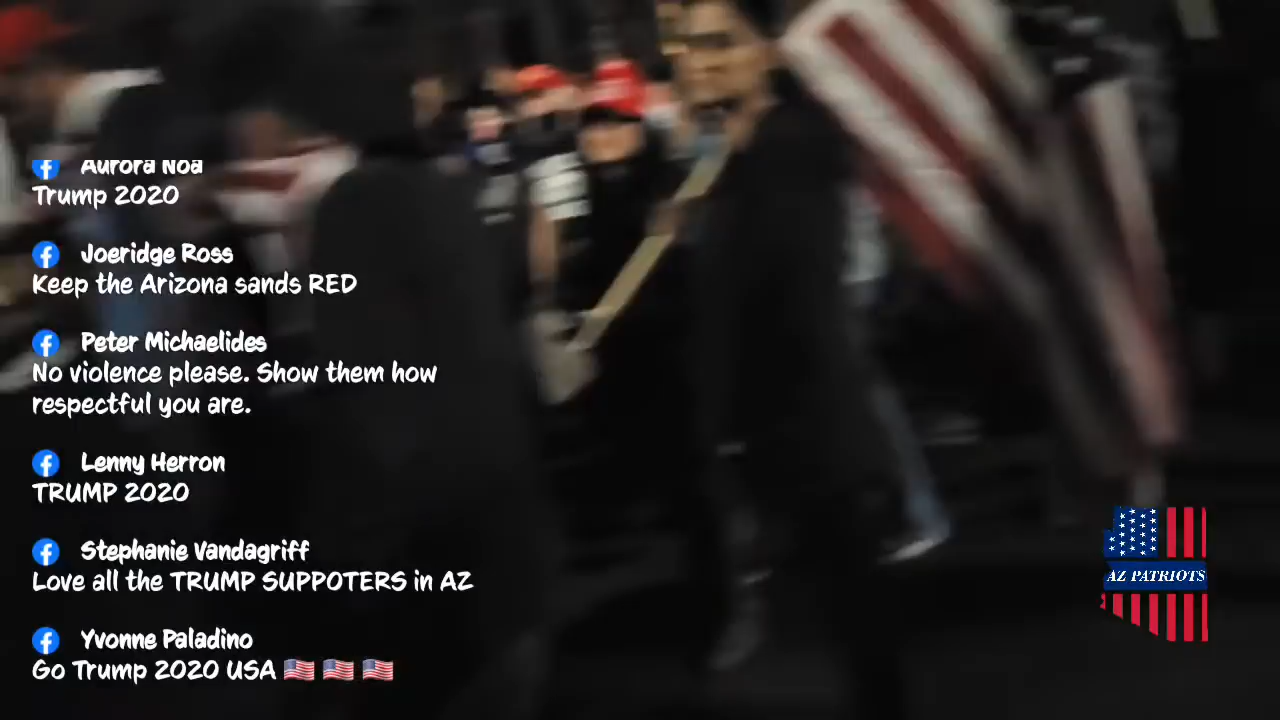 Aurora Noa
Trump 2020
Joeridge Ross
Keep the Arizona sands RED
Peter Michaelides
No violence please. Show them how
respectful you are.
Lenny Herron
TRUMP 2020
Stephanie Vandagriff
Love all the TRUMP SUPPOTERS in AZ
Yvonne Paladino
Go Trump 2020 USA 🇺🇸 🇺🇸 🇺🇸
AZ PATRIOTS